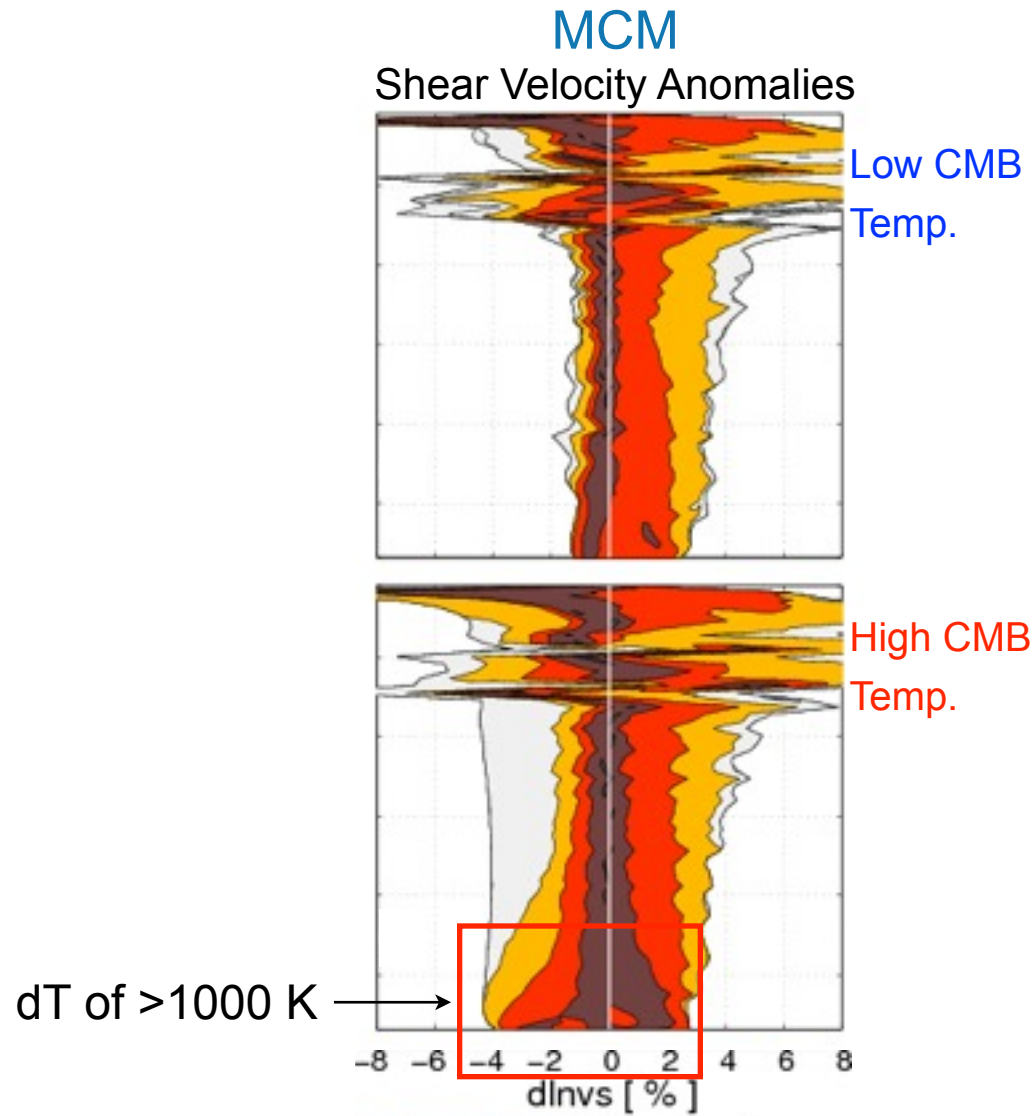 MCM
Shear Velocity Anomalies
Low CMB
Temp.
High CMB
Temp.
dT of >1000 K
-8 -6 -4 -2 0 2 4 6 8
dlnvs [ % ]